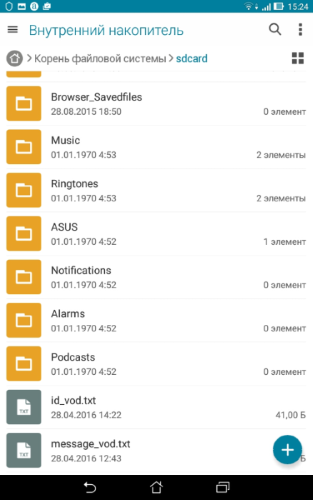 15:24
Внутренний накопитель
Корень файловой системы > sdcard
Browser_Savedfiles
28.08.2015 18:50
0 элемент
Music
01.01.1970 4:53
2 элементы
Ringtones
01.01.1970 4:53
2 элементы
ASUS
01.01.1970 4:52
1 элемент
Notifications
01.01.1970 4:52
0 элемент
Alarms
01.01.1970 4:52
0 элемент
Podcasts
01.01.1970 4:52
0 элемент
TXT
id_vod.txt
28.04.2016 14:22
41,00 Б
TXT
message_vod.txt
28.04.2016 12:43
Б